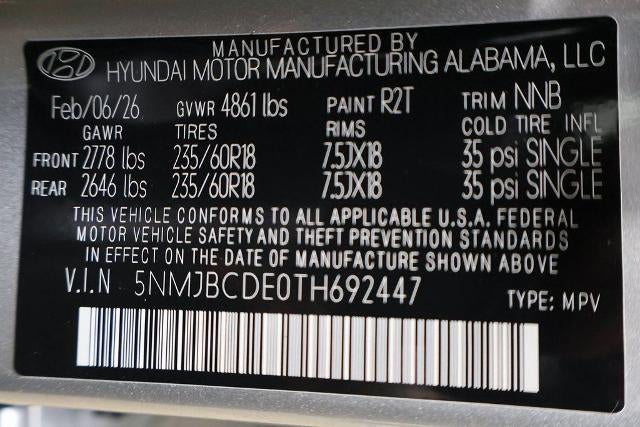 MANUFACTURED BY
HYUNDAI MOTOR MANUFACTURING ALABAMA, LLC
Feb/06/26 GVWR 4861 lbs PAINT R2T TRIM NNB
GAWR TIRES RIMS COLD TIRE INFL
FRONT 2778 lbs 235/60R18 7.5JX18 35 psi SINGLE
REAR 2646 lbs 235/60R18 7.5JX18 35 psi SINGLE
THIS VEHICLE CONFORMS TO ALL APPLICABLE U.S.A. FEDERAL
MOTOR VEHICLE SAFETY AND THEFT PREVENTION STANDARDS
IN EFFECT ON THE DATE OF MANUFACTURE SHOWN ABOVE
V.I.N 5NMJBCDE0TH692447 TYPE: MPV